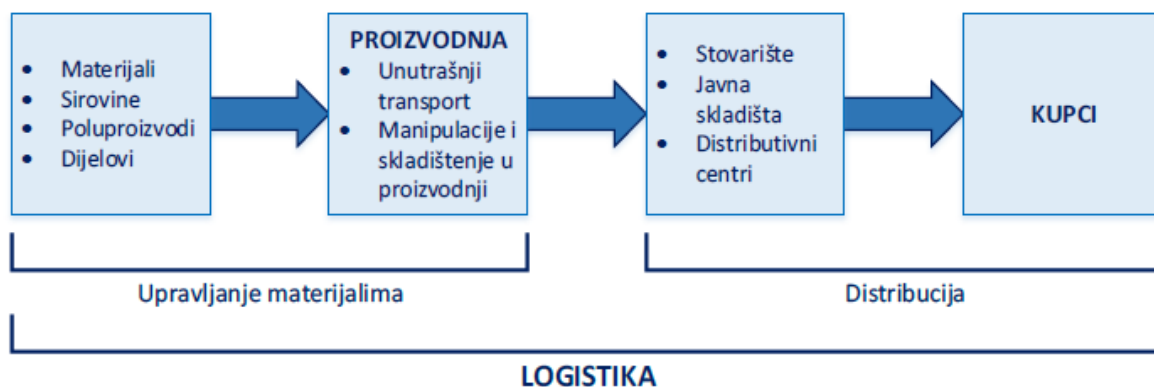 • Materijali
• Sirovine
• Poluproizvodi
• Dijelovi
PROIZVODNJA
• Unutrašnji
transport
• Manipulacije i
skladištenje u
proizvodnji
• Stovarište
• Javna
skladišta
• Distributivni
centri
KUPCI
Upravljanje materijalima
Distribucija
LOGISTIKA